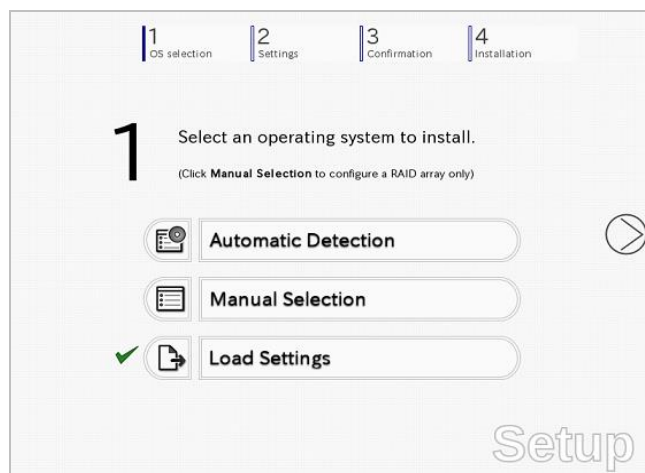 1 2 3 4
OS selection Settings Confirmation Installation
1
Select an operating system to install.
(Click Manual Selection to configure a RAID array only)
Automatic Detection
Manual Selection
Load Settings
Setup